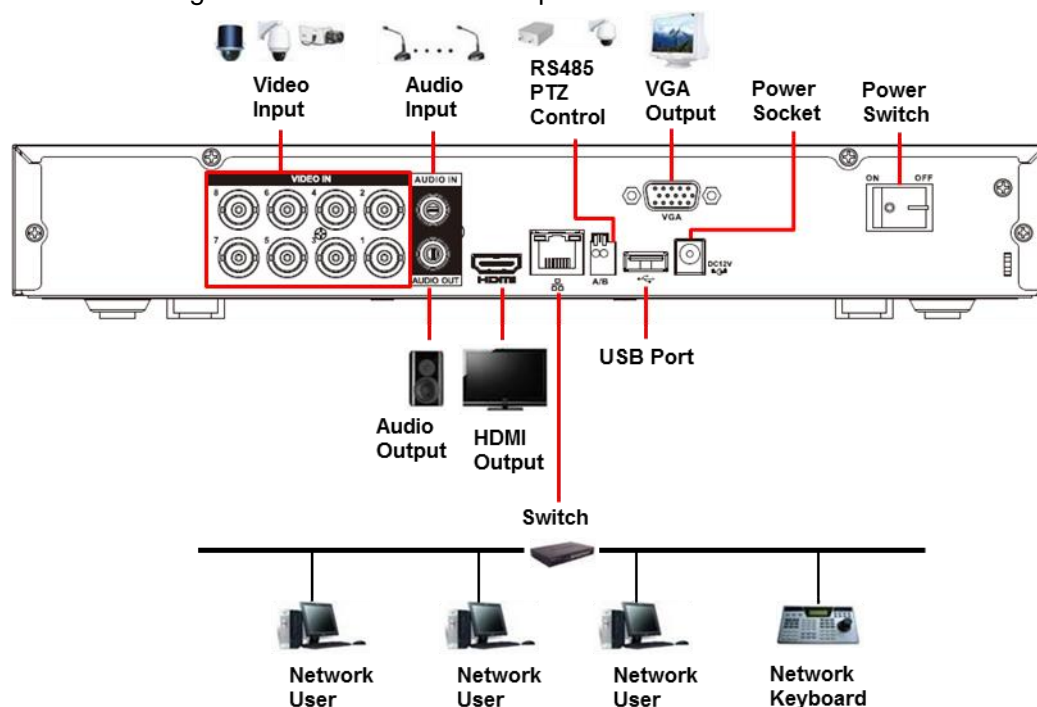 Video
Input
Audio
Input
RS485
PTZ
Control
VGA
Output
Power
Socket
Power
Switch
VIDEO IN
8 6 4 2
7 5 3 1
AUDIO IN
AUDIO OUT
HDMI
A/B
VGA
DC12V
ON OFF
USB Port
Audio
Output
HDMI
Output
Switch
Network
User
Network
User
Network
User
Network
Keyboard